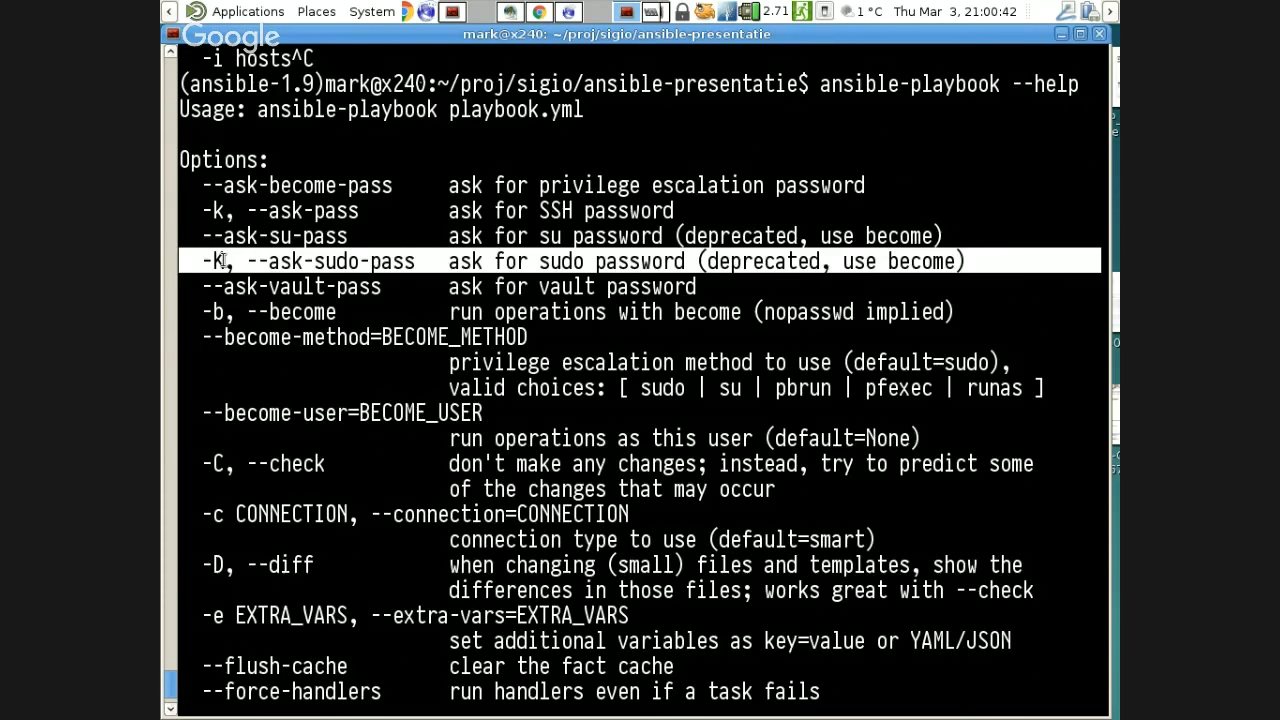 Applications Places System 2.71 1 °C Thu Mar 3, 21:00:42
Google
mark@x240: ~/proj/sigio/ansible-presentatie
-i hosts^C
(ansible-1.9)mark@x240:~/proj/sigio/ansible-presentatie$ ansible-playbook --help
Usage: ansible-playbook playbook.yml
Options:
--ask-become-pass ask for privilege escalation password
-k, --ask-pass ask for SSH password
--ask-su-pass ask for su password (deprecated, use become)
-K, --ask-sudo-pass ask for sudo password (deprecated, use become)
--ask-vault-pass ask for vault password
-b, --become run operations with become (nopasswd implied)
--become-method=BECOME_METHOD
privilege escalation method to use (default=sudo),
valid choices: [ sudo | su | pbrun | pfexec | runas ]
--become-user=BECOME_USER
run operations as this user (default=None)
-C, --check don't make any changes; instead, try to predict some
of the changes that may occur
-c CONNECTION, --connection=CONNECTION
connection type to use (default=smart)
-D, --diff when changing (small) files and templates, show the
differences in those files; works great with --check
-e EXTRA_VARS, --extra-vars=EXTRA_VARS
set additional variables as key=value or YAML/JSON
--flush-cache clear the fact cache
--force-handlers run handlers even if a task fails